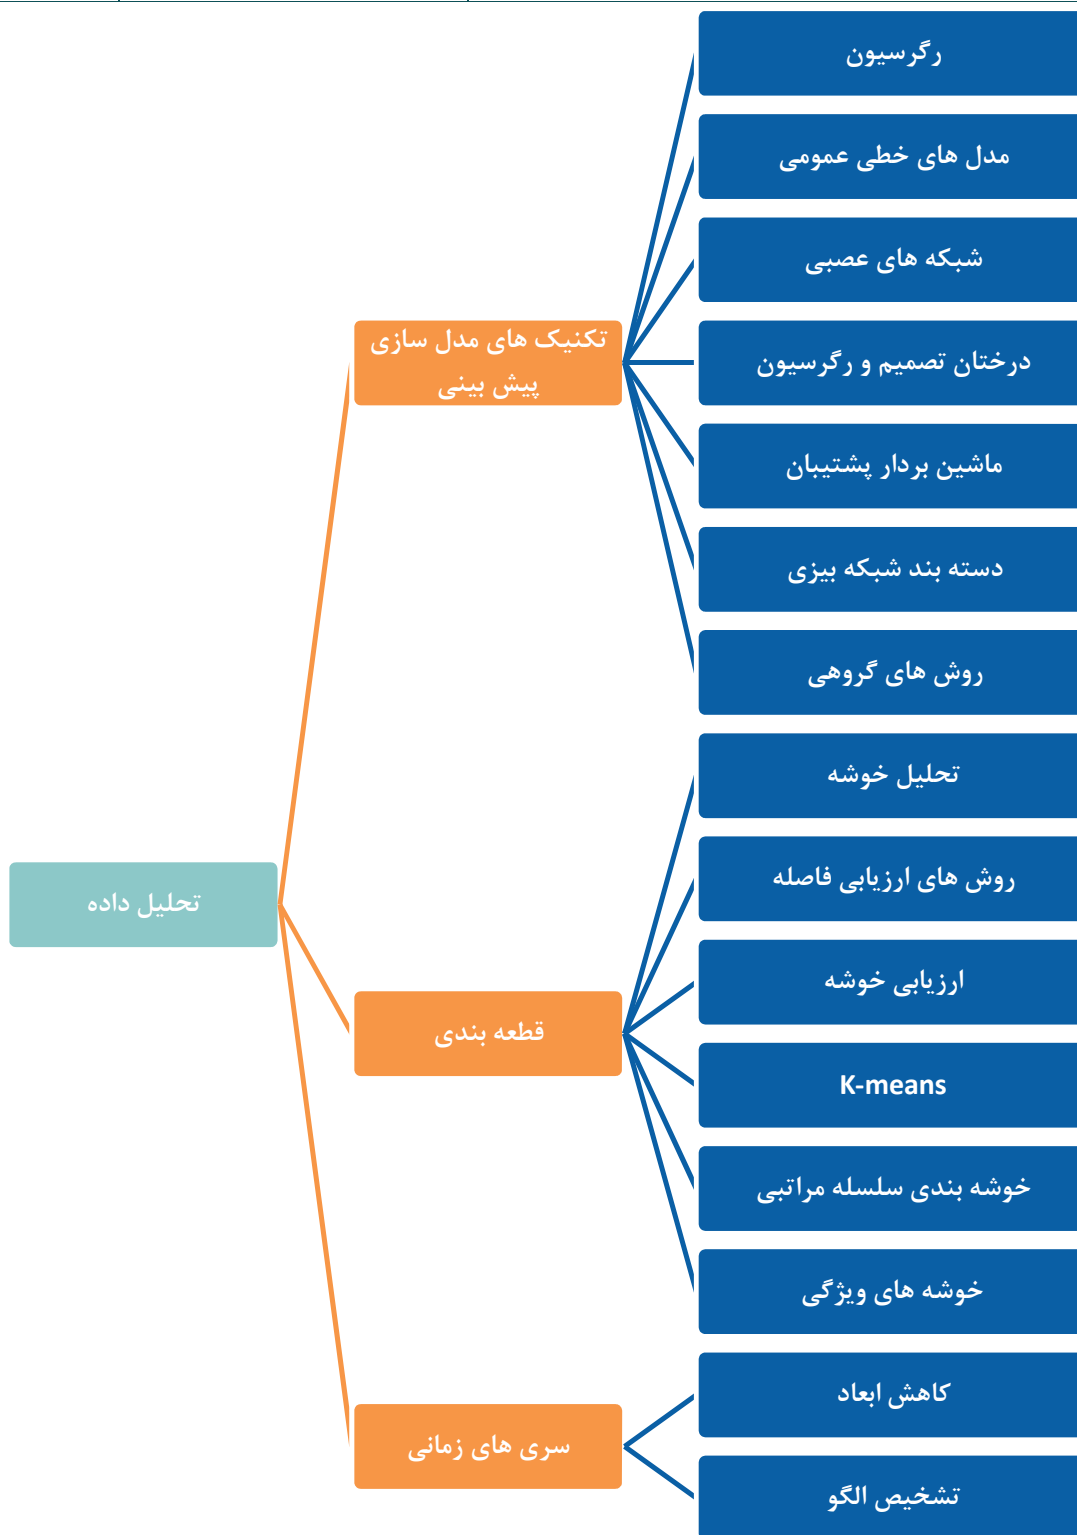 رگرسیون
مدل های خطی عمومی
شبکه های عصبی
تکنیک های مدل سازی
پیش بینی
درختان تصمیم و رگرسیون
ماشین بردار پشتیبان
دسته بند شبکه بیزی
روش های گروهی
تحلیل خوشه
روش های ارزیابی فاصله
تحلیل داده
ارزیابی خوشه
قطعه بندی
K-means
خوشه بندی سلسله مراتبی
خوشه های ویژگی
کاهش ابعاد
سری های زمانی
تشخیص الگو